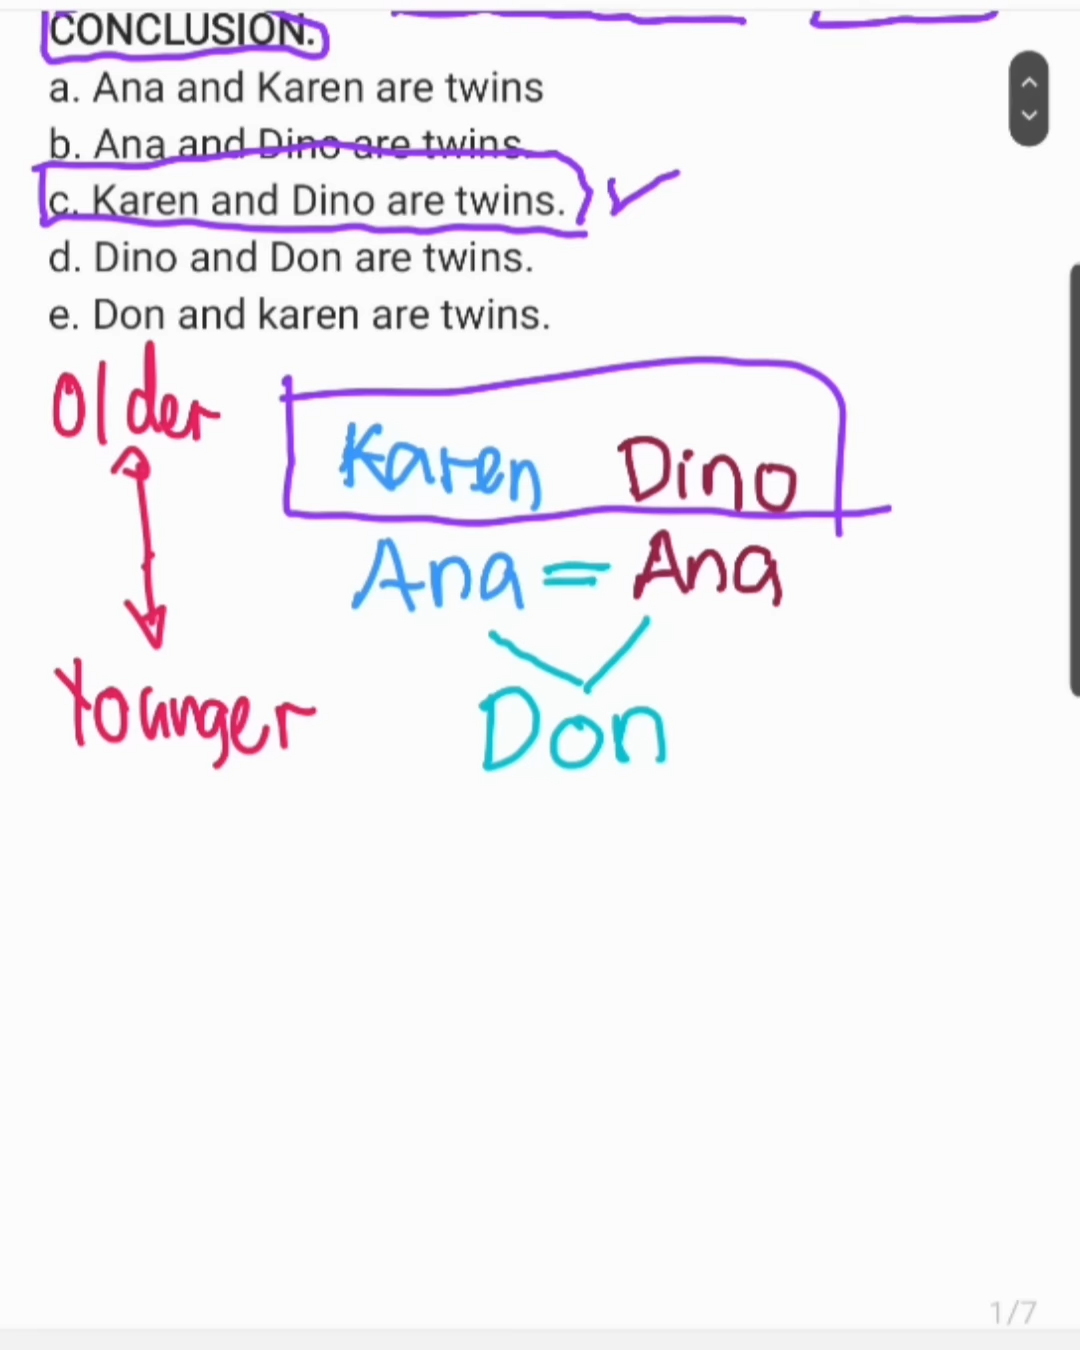 CONCLUSION.
a. Ana and Karen are twins
b. Ana and Dino are twins.
c. Karen and Dino are twins.
d. Dino and Don are twins.
e. Don and karen are twins.
Older
Karen Dino
Ana = Ana
Younger
Don
1/7